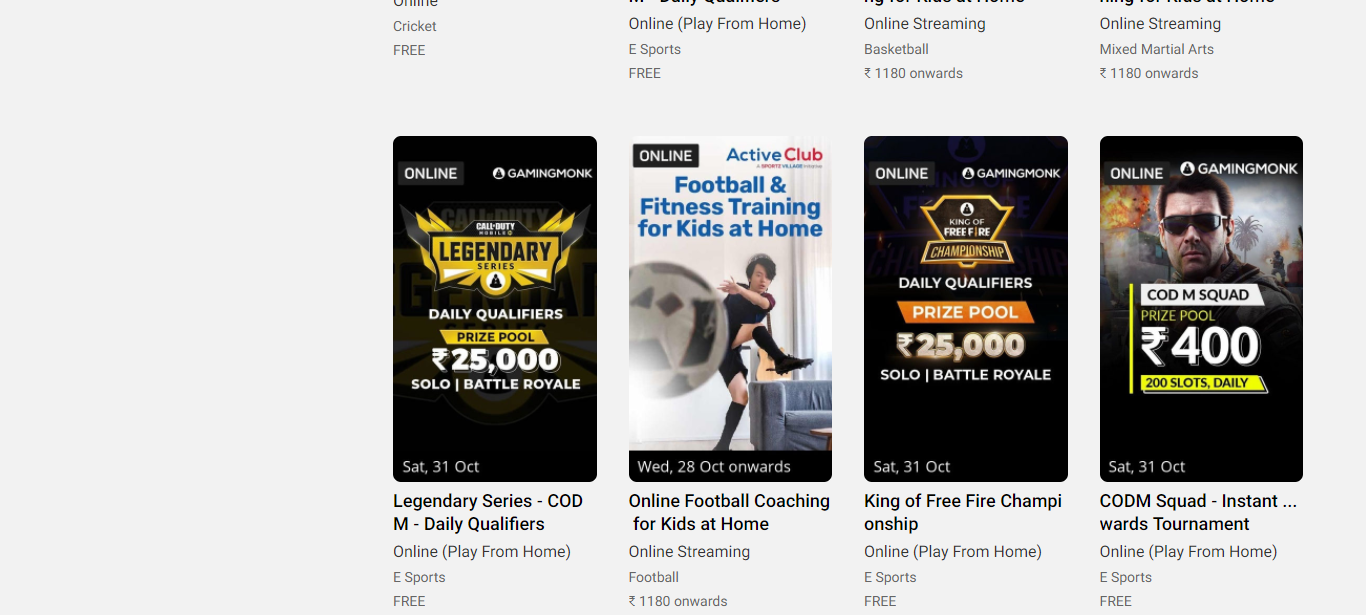 Online
Cricket
FREE
M - Daily Qualifiers
Online (Play From Home)
E Sports
FREE
ng for Kids at Home
Online Streaming
Basketball
₹ 1180 onwards
ning for Kids at Home
Online Streaming
Mixed Martial Arts
₹ 1180 onwards
ONLINE
GAMINGMONK
CALL OF DUTY
MOBILE
LEGENDARY
SERIES
DAILY QUALIFIERS
PRIZE POOL
₹25,000
SOLO | BATTLE ROYALE
Sat, 31 Oct
Legendary Series - COD
M - Daily Qualifiers
Online (Play From Home)
E Sports
FREE
ONLINE
Active Club
A SPORTZ VILLAGE Initiative
Football &
Fitness Training
for Kids at Home
Wed, 28 Oct onwards
Online Football Coaching
for Kids at Home
Online Streaming
Football
₹ 1180 onwards
ONLINE
GAMINGMONK
KING OF
FREE FIRE
CHAMPIONSHIP
DAILY QUALIFIERS
PRIZE POOL
₹25,000
SOLO | BATTLE ROYALE
Sat, 31 Oct
King of Free Fire Champi
onship
Online (Play From Home)
E Sports
FREE
ONLINE
GAMINGMONK
COD M SQUAD
PRIZE POOL
₹400
200 SLOTS, DAILY
Sat, 31 Oct
CODM Squad - Instant ...
wards Tournament
Online (Play From Home)
E Sports
FREE